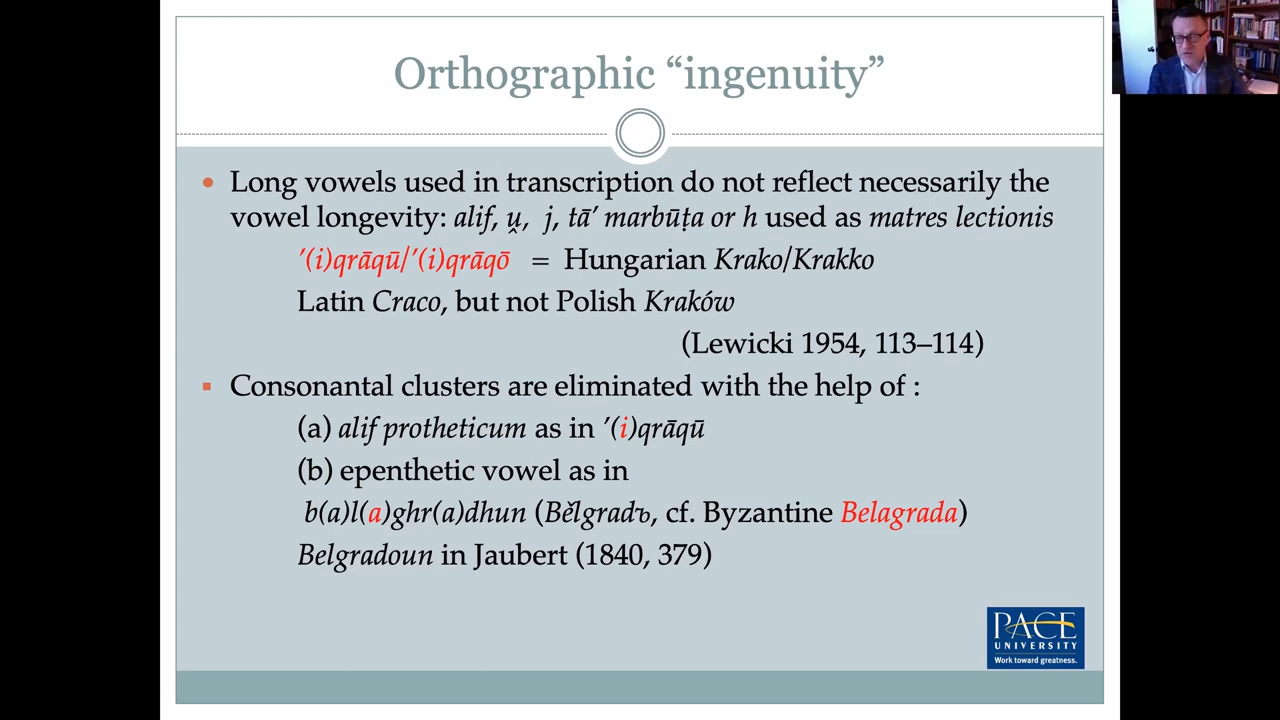 Orthographic “ingenuity”
• Long vowels used in transcription do not reflect necessarily the
vowel longevity: alif, u̯, j, tā’ marbūṭa or h used as matres lectionis
’(i)qrāqū/’(i)qrāqō = Hungarian Krako/Krakko
Latin Craco, but not Polish Kraków
(Lewicki 1954, 113–114)
▪ Consonantal clusters are eliminated with the help of :
(a) alif protheticum as in ’(i)qrāqū
(b) epenthetic vowel as in
b(a)l(a)ghr(a)dhun (Bělgradъ, cf. Byzantine Belagrada)
Belgradoun in Jaubert (1840, 379)
PACE
UNIVERSITY
Work toward greatness.